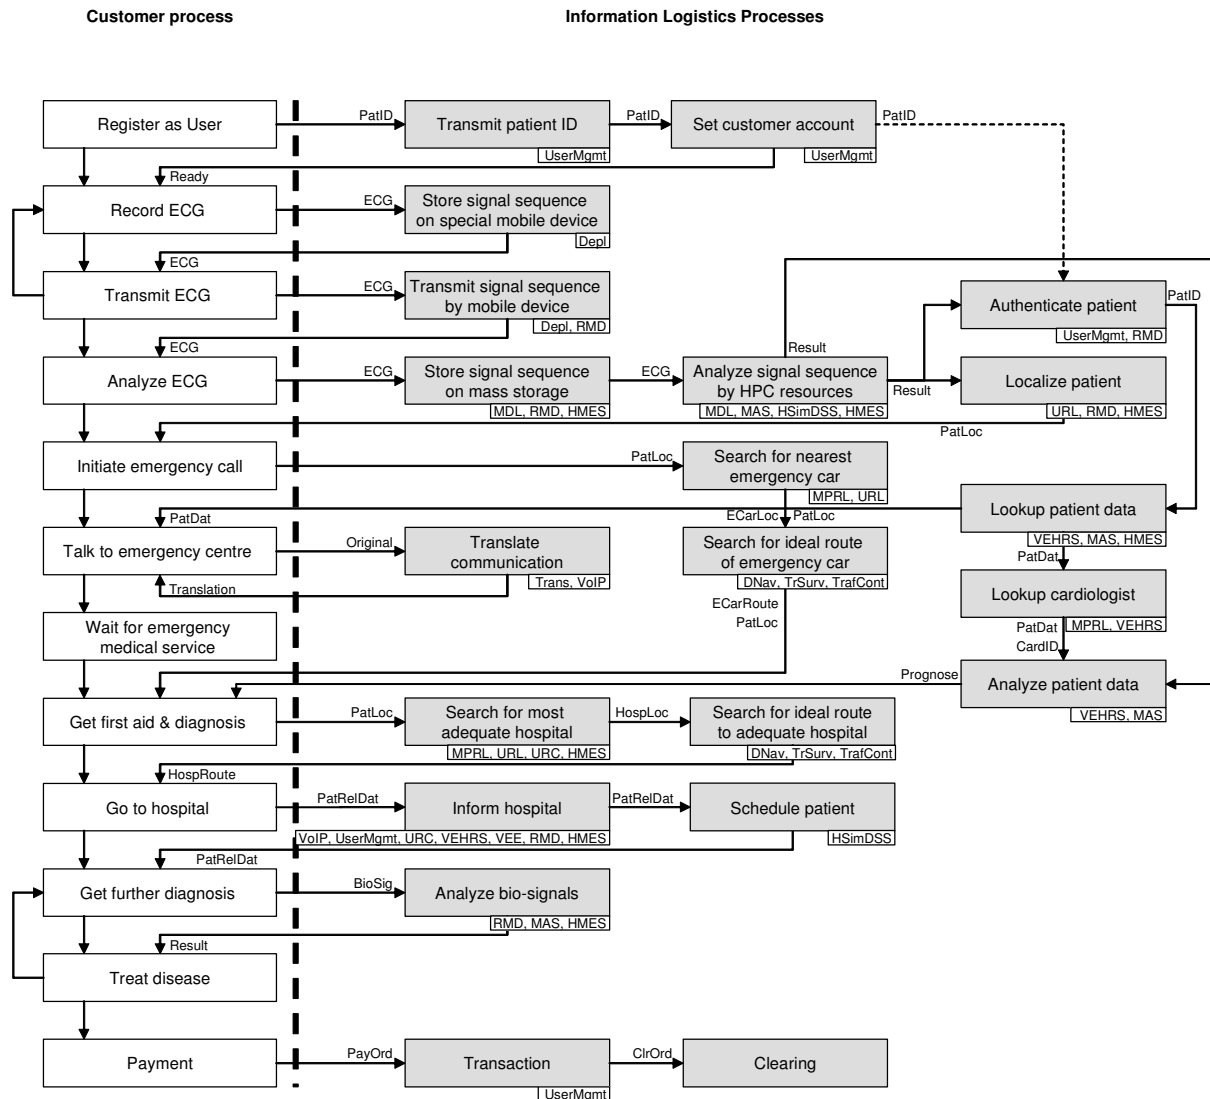 Customer process
Information Logistics Processes
Register as User
PatID
Transmit patient ID
UserMgmt
PatID
Set customer account
UserMgmt
PatID
Ready
Record ECG
ECG
Store signal sequence
on special mobile device
Depl
ECG
Transmit ECG
ECG
Transmit signal sequence
by mobile device
Depl, RMD
Authenticate patient
UserMgmt, RMD
PatID
ECG
Result
Analyze ECG
ECG
Store signal sequence
on mass storage
MDL, RMD, HMES
ECG
Analyze signal sequence
by HPC resources
MDL, MAS, HSimDSS, HMES
Result
Localize patient
URL, RMD, HMES
PatLoc
Initiate emergency call
PatLoc
Search for nearest
emergency car
MPRL, URL
PatDat
ECarLoc
PatLoc
Lookup patient data
VEHRS, MAS, HMES
Talk to emergency centre
Original
Translate
communication
Trans, VoIP
Translation
Search for ideal route
of emergency car
DNav, TrSurv, TrafCont
PatDat
Lookup cardiologist
MPRL, VEHRS
ECarRoute
PatLoc
Wait for emergency
medical service
PatDat
CardID
Prognose
Analyze patient data
VEHRS, MAS
Get first aid & diagnosis
PatLoc
Search for most
adequate hospital
MPRL, URL, URC, HMES
HospLoc
Search for ideal route
to adequate hospital
DNav, TrSurv, TrafCont
HospRoute
Go to hospital
PatRelDat
Inform hospital
VoIP, UserMgmt, URC, VEHRS, VEE, RMD, HMES
PatRelDat
Schedule patient
HSimDSS
PatRelDat
Get further diagnosis
BioSig
Analyze bio-signals
RMD, MAS, HMES
Result
Treat disease
Payment
PayOrd
Transaction
UserMgmt
ClrOrd
Clearing